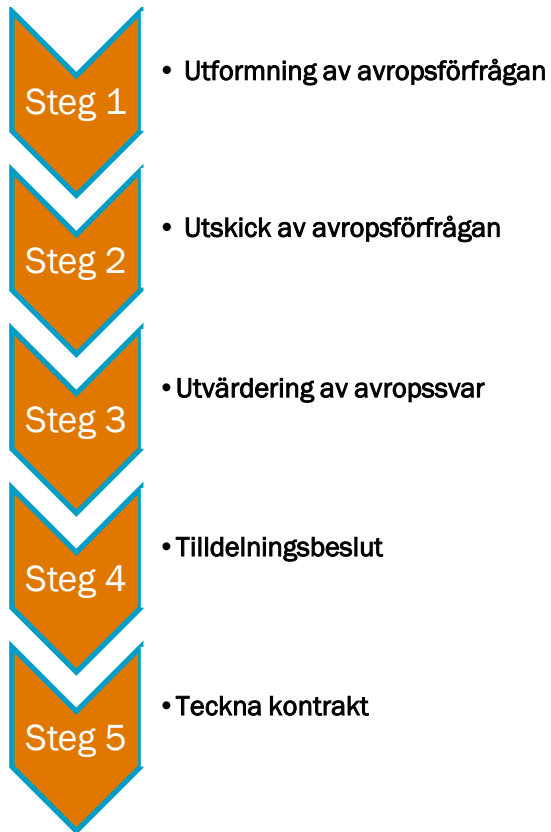 Steg 1
• Utformning av avropsförfrågan
Steg 2
• Utskick av avropsförfrågan
Steg 3
• Utvärdering av avropssvar
Steg 4
• Tilldelningsbeslut
Steg 5
• Teckna kontrakt